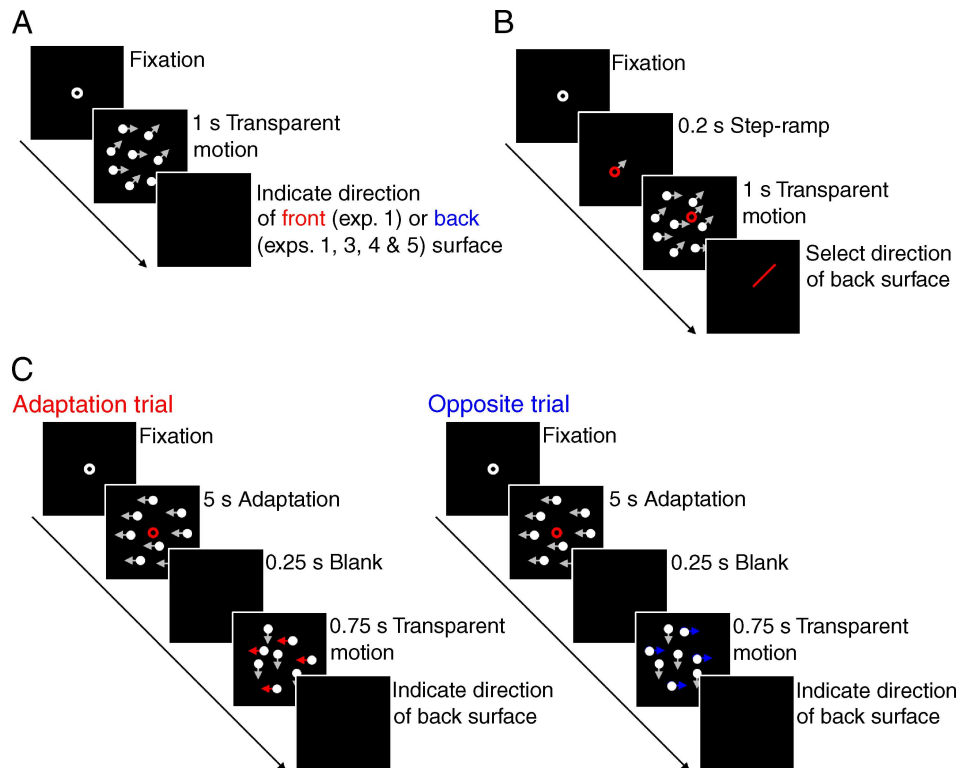 A
Fixation
1 s Transparent
motion
Indicate direction
of front (exp. 1) or back
(exps. 1, 3, 4 & 5) surface
B
Fixation
0.2 s Step-ramp
1 s Transparent
motion
Select direction
of back surface
C
Adaptation trial
Fixation
5 s Adaptation
0.25 s Blank
0.75 s Transparent
motion
Indicate direction
of back surface
Opposite trial
Fixation
5 s Adaptation
0.25 s Blank
0.75 s Transparent
motion
Indicate direction
of back surface